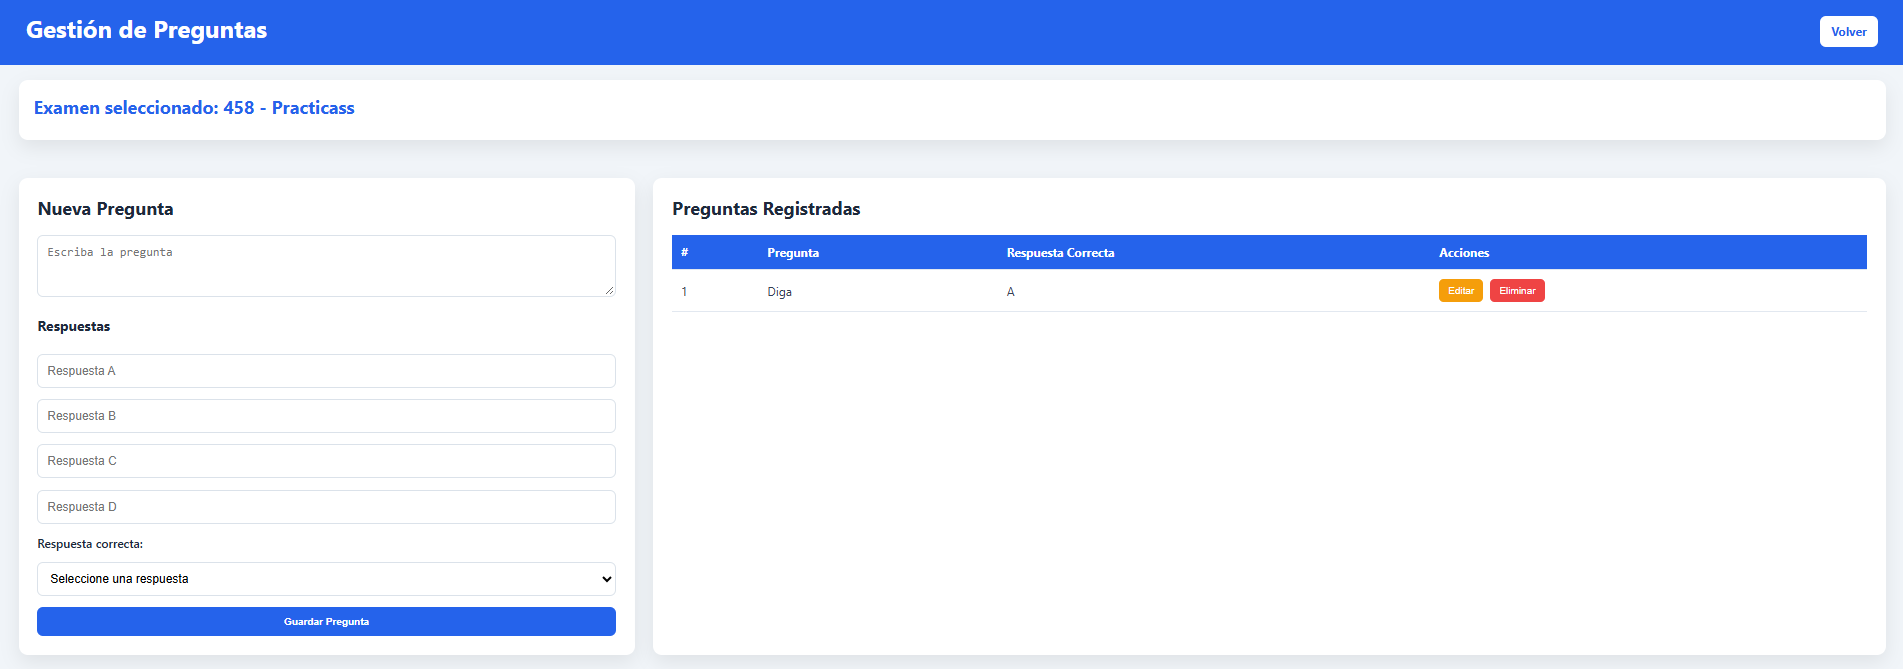 Gestión de Preguntas
Volver
Examen seleccionado: 458 - Practicass
Nueva Pregunta
Escriba la pregunta
Respuestas
Respuesta A
Respuesta B
Respuesta C
Respuesta D
Respuesta correcta:
Seleccione una respuesta
Guardar Pregunta
Preguntas Registradas
# Pregunta Respuesta Correcta Acciones
1 Diga A Editar Eliminar